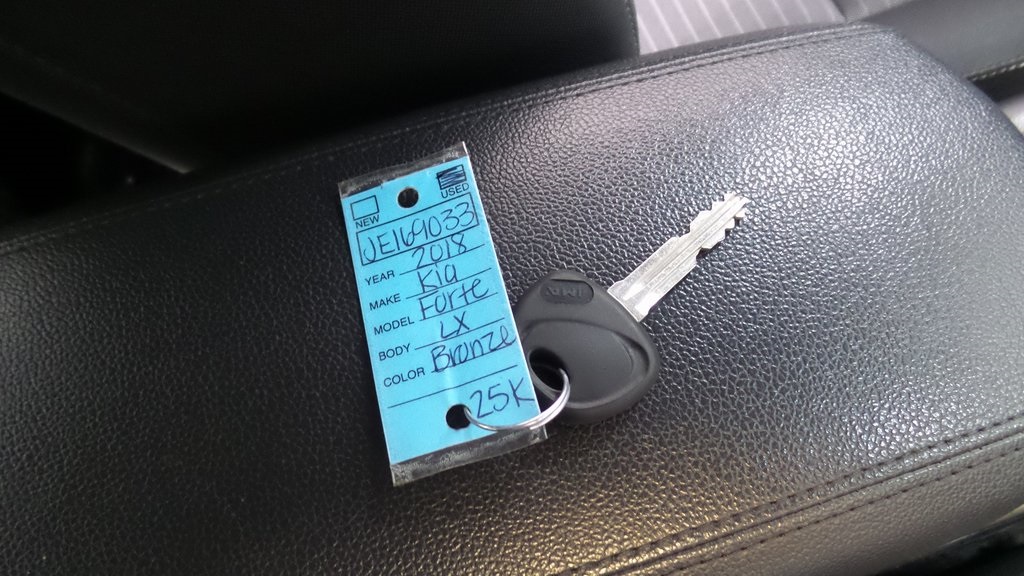 NEW USED
JE169033
YEAR 2018
MAKE Kia
MODEL Forte
BODY LX
COLOR Bronze
25K